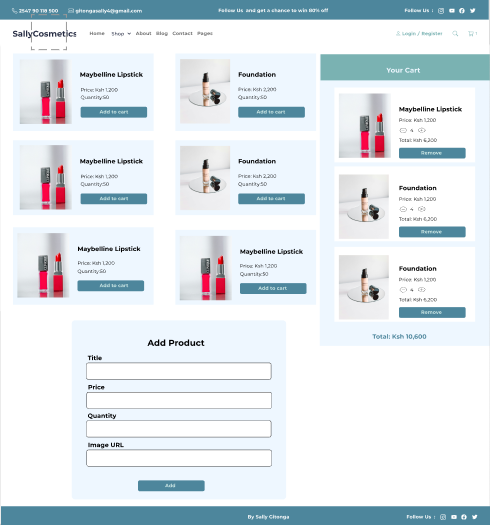 2547 90 118 500 ghongasally4@gmail.com Follow Us and get a chance to win 80% off Follow Us :
SallyCosmetics Home Shop About Blog Contact Pages Login / Register 1
Maybelline Lipstick
Price: Ksh 1,200
Quantity:50
Add to cart
Foundation
Price: Ksh 2,200
Quantity:50
Add to cart
Maybelline Lipstick
Price: Ksh 1,200
Quantity:50
Add to cart
Foundation
Price: Ksh 2,200
Quantity:50
Add to cart
Maybelline Lipstick
Price: Ksh 1,200
Quantity:50
Add to cart
Maybelline Lipstick
Price: Ksh 1,200
Quantity:50
Add to cart
Your Cart
Maybelline Lipstick
Price: Ksh 1,200
4
Total: Ksh 6,200
Remove
Foundation
Price: Ksh 1,200
4
Total: Ksh 6,200
Remove
Foundation
Price: Ksh 1,200
4
Total: Ksh 6,200
Remove
Total: Ksh 10,600
Add Product
Title
Price
Quantity
Image URL
Add
By Sally Ghonga Follow Us :